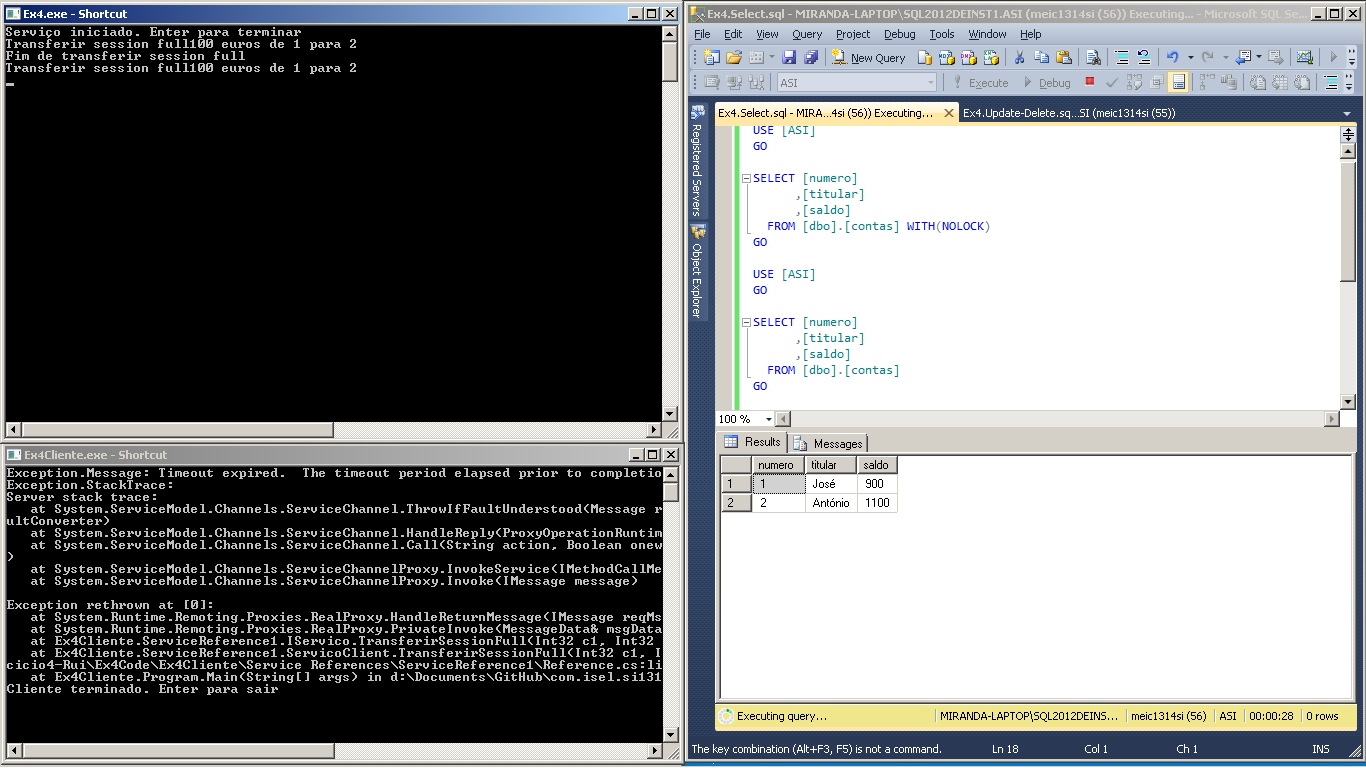 Ex4.exe - Shortcut
Serviço iniciado. Enter para terminar
Transferir session full100 euros de 1 para 2
Fim de transferir session full
Transferir session full100 euros de 1 para 2
Ex4Cliente.exe - Shortcut
Exception.Message: Timeout expired.  The timeout period elapsed prior to completio
Exception.StackTrace:
Server stack trace:
   at System.ServiceModel.Channels.ServiceChannel.ThrowIfFaultUnderstood(Message r
ultConverter)
   at System.ServiceModel.Channels.ServiceChannel.HandleReply(ProxyOperationRuntim
   at System.ServiceModel.Channels.ServiceChannel.Call(String action, Boolean onew
)
   at System.ServiceModel.Channels.ServiceChannelProxy.InvokeService(IMethodCallMe
   at System.ServiceModel.Channels.ServiceChannelProxy.Invoke(IMessage message)
Exception rethrown at [0]:
   at System.Runtime.Remoting.Proxies.RealProxy.HandleReturnMessage(IMessage reqMs
   at System.Runtime.Remoting.Proxies.RealProxy.PrivateInvoke(MessageData& msgData
   at Ex4Cliente.ServiceReference1.IServico.TransferirSessionFull(Int32 c1, Int32
   at Ex4Cliente.ServiceReference1.ServicoClient.TransferirSessionFull(Int32 c1, I
cicio4-Rui\Ex4Code\Ex4Cliente\Service References\ServiceReference1\Reference.cs:li
   at Ex4Cliente.Program.Main(String[] args) in d:\Documents\GitHub\com.isel.si131
Cliente terminado. Enter para sair
Ex4.Select.sql - MIRANDA-LAPTOP\SQL2012DEINST1.ASI (meic1314si (56)) Executing... - Microsoft SQL Se
File Edit View Query Project Debug Tools Window Help
New Query
ASI Execute Debug
Registered Servers
Object Explorer
Ex4.Select.sql - MIRA...4si (56)) Executing... Ex4.Update-Delete.sq...SI (meic1314si (55))
USE [ASI]
GO
SELECT [numero]
      ,[titular]
      ,[saldo]
  FROM [dbo].[contas] WITH(NOLOCK)
GO
USE [ASI]
GO
SELECT [numero]
      ,[titular]
      ,[saldo]
  FROM [dbo].[contas]
GO
100 %
Results Messages
numero titular saldo
1 1 José 900
2 2 António 1100
Executing query... MIRANDA-LAPTOP\SQL2012DEINS... meic1314si (56) ASI 00:00:28 0 rows
The key combination (Alt+F3, F5) is not a command. Ln 18 Col 1 Ch 1 INS